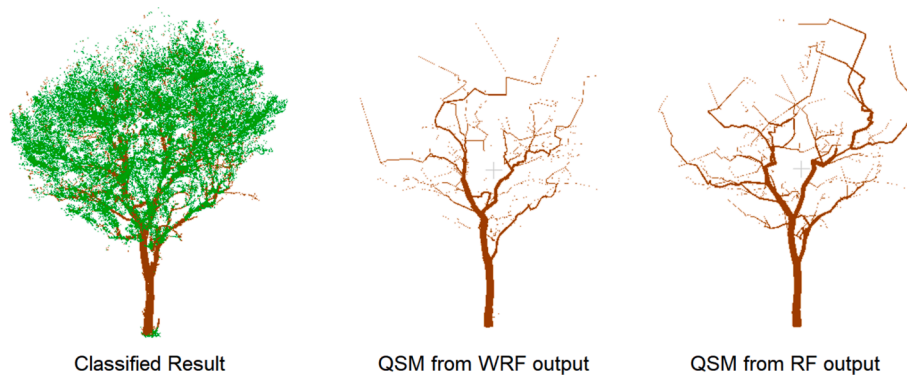 Classified Result
QSM from WRF output
QSM from RF output